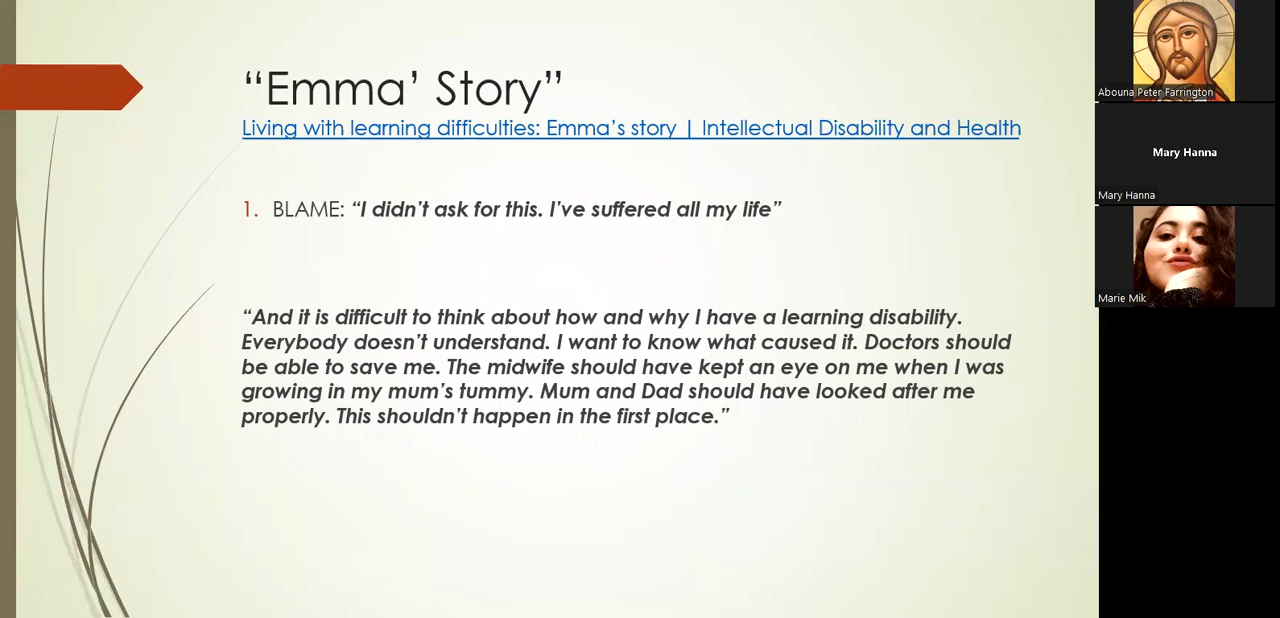 “Emma’ Story”
Living with learning difficulties: Emma’s story | Intellectual Disability and Health
1. BLAME: “I didn’t ask for this. I’ve suffered all my life”
“And it is difficult to think about how and why I have a learning disability.
Everybody doesn’t understand. I want to know what caused it. Doctors should
be able to save me. The midwife should have kept an eye on me when I was
growing in my mum’s tummy. Mum and Dad should have looked after me
properly. This shouldn’t happen in the first place.”
Abouna Peter Farrington
Mary Hanna
Mary Hanna
Marie Mik